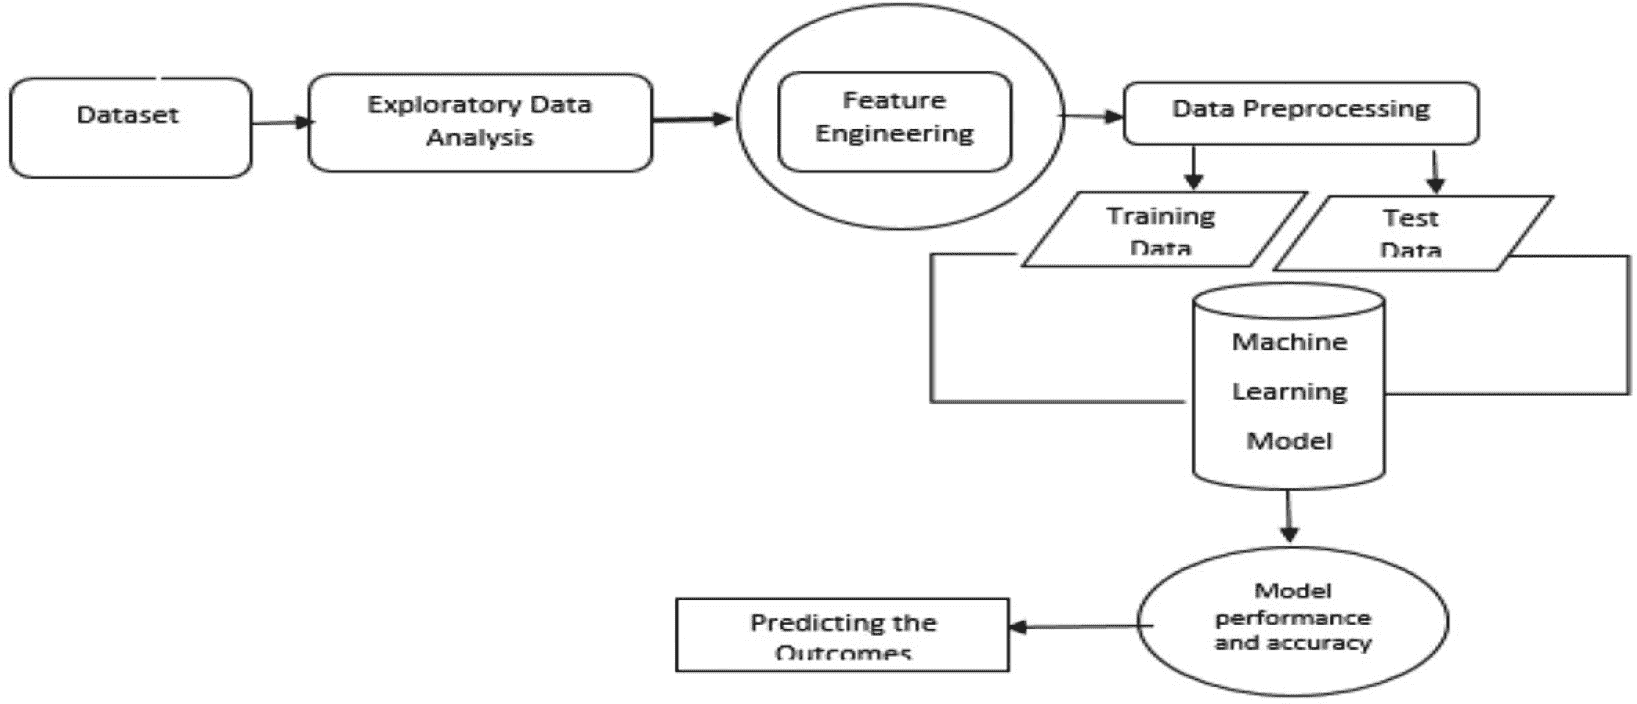 Dataset
Exploratory Data
Analysis
Feature
Engineering
Data Preprocessing
Training
Data
Test
Data
Machine
Learning
Model
Model
performance
and accuracy
Predicting the
Outcomes